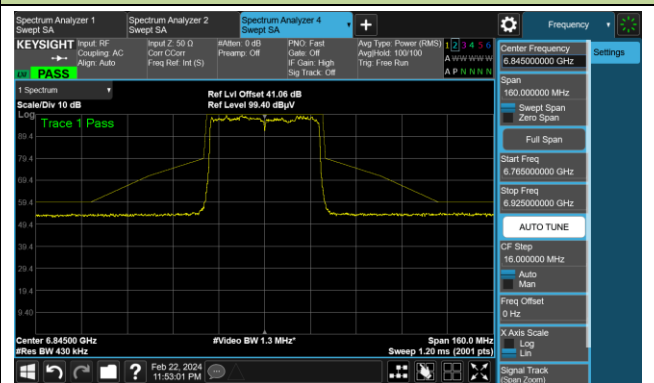 Spectrum Analyzer 1
Swept SA
Spectrum Analyzer 2
Swept SA
Spectrum Analyzer 4
Swept SA
Frequency
KEYSIGHT
Input: RF
Coupling: AC
Align: Auto
Input Z: 50 Ω
Corr CCorr
Freq Ref: Int (S)
#Atten: 0 dB
Preamp: Off
PNO: Fast
Gate: Off
IF Gain: High
Sig Track: Off
Avg Type: Power (RMS)
Avg|Hold: 100/100
Trig: Free Run
1 2 3 4 5 6
A W W W W W
A P N N N N
LXI
PASS
1 Spectrum
Scale/Div 10 dB
Ref Lvl Offset 41.06 dB
Ref Level 99.40 dBµV
Log
Trace 1 Pass
89.4
79.4
69.4
59.4
49.4
39.4
29.4
19.4
9.40
Center 6.84500 GHz
#Res BW 430 kHz
#Video BW 1.3 MHz*
Span 160.0 MHz
Sweep 1.20 ms (2001 pts)
Feb 22, 2024
11:53:01 PM
Center Frequency
6.845000000 GHz
Settings
Span
160.000000 MHz
Swept Span
Zero Span
Full Span
Start Freq
6.765000000 GHz
Stop Freq
6.925000000 GHz
AUTO TUNE
CF Step
16.000000 MHz
Auto
Man
Freq Offset
0 Hz
X Axis Scale
Log
Lin
Signal Track
(Span Zoom)